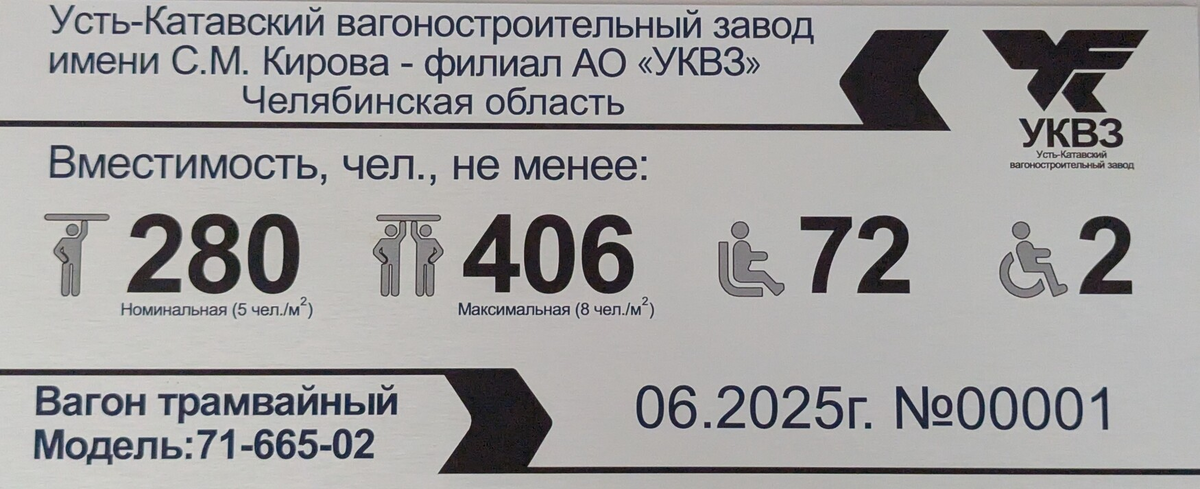 Усть-Катавский вагоностроительный завод
имени С.М. Кирова - филиал АО «УКВЗ»
Челябинская область
УКВЗ
Усть-Катавский
вагоностроительный завод
Вместимость, чел., не менее:
280 406 72 2
Номинальная (5 чел./м²) Максимальная (8 чел./м²)
Вагон трамвайный
Модель:71-665-02
06.2025г. №00001